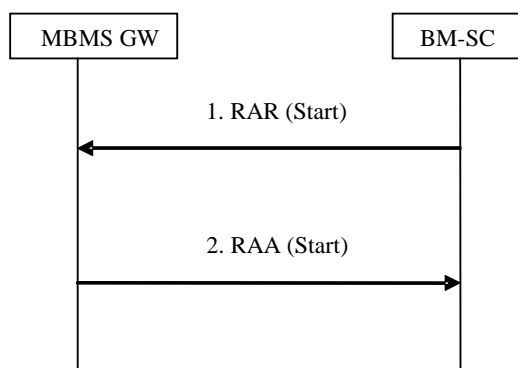 MBMS GW
BM-SC
1. RAR (Start)
2. RAA (Start)